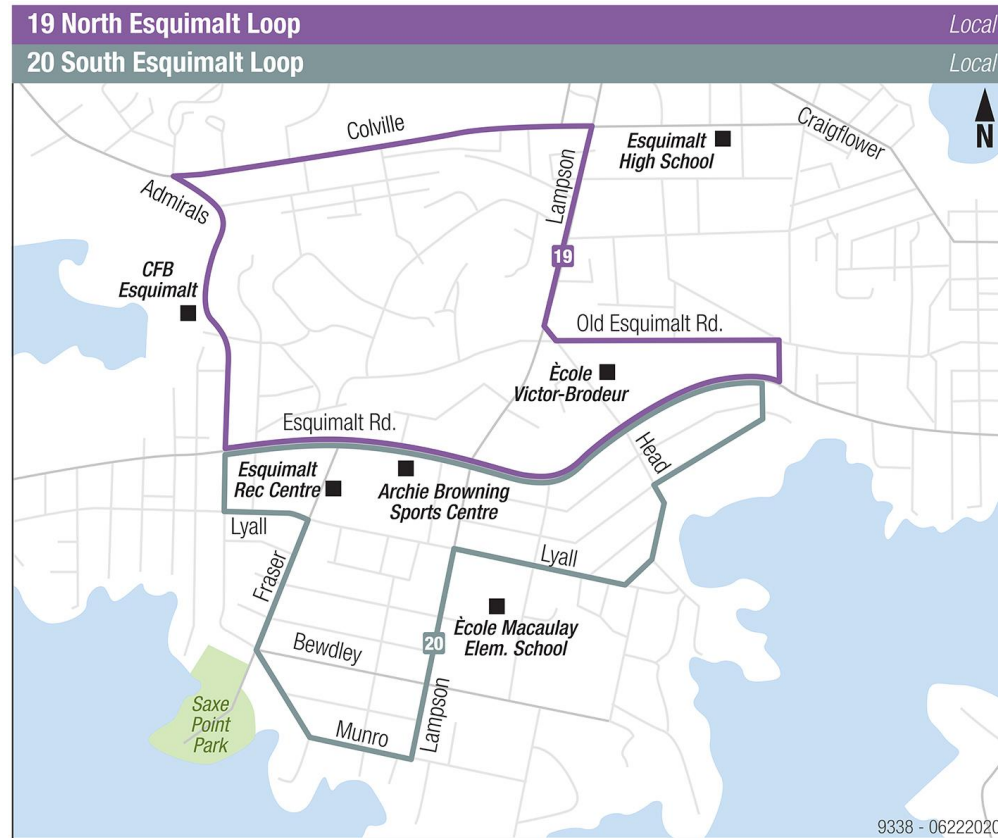 19 North Esquimalt Loop
Local
20 South Esquimalt Loop
Local
N
Colville
Craigflower
Esquimalt
High School
Lampson
Admirals
19
CFB
Esquimalt
Old Esquimalt Rd.
Ècole
Victor-Brodeur
Esquimalt Rd.
Head
Esquimalt
Rec Centre
Archie Browning
Sports Centre
Lyall
Lyall
Fraser
Ècole Macaulay
Elem. School
20
Bewdley
Lampson
Saxe
Point
Park
Munro
9338 - 06222020